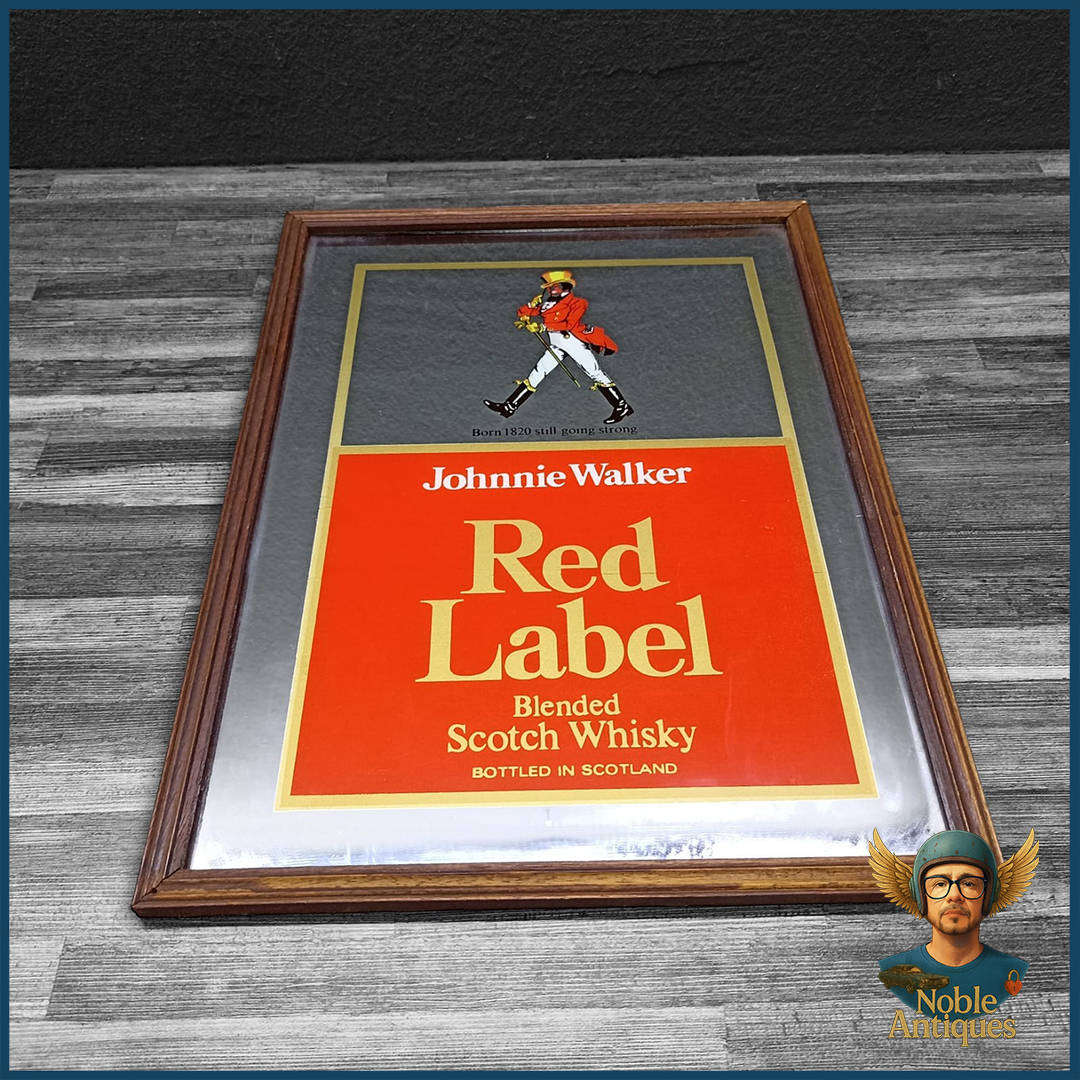 Born 1820 still going strong
Johnnie Walker
Red
Label
Blended
Scotch Whisky
BOTTLED IN SCOTLAND
Noble
Antiques